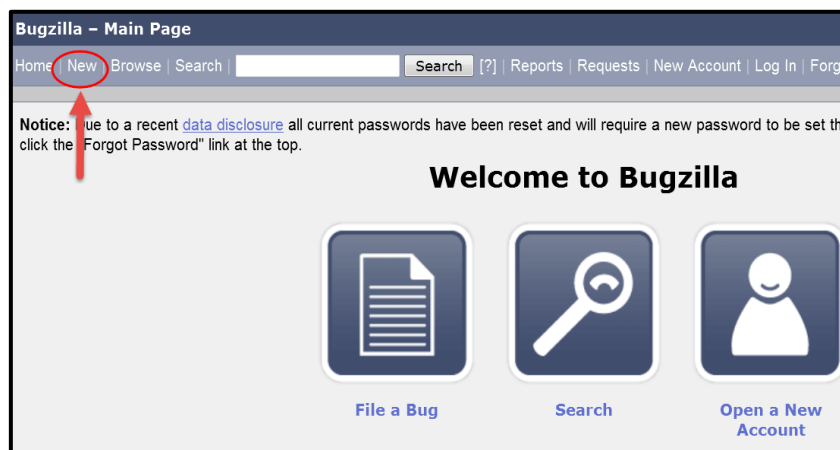 Bugzilla – Main Page
Home | New | Browse | Search | Search [?] | Reports | Requests | New Account | Log In | Forg
Notice: ue to a recent data disclosure all current passwords have been reset and will require a new password to be set th
click the "Forgot Password" link at the top.
Welcome to Bugzilla
File a Bug
Search
Open a New
Account